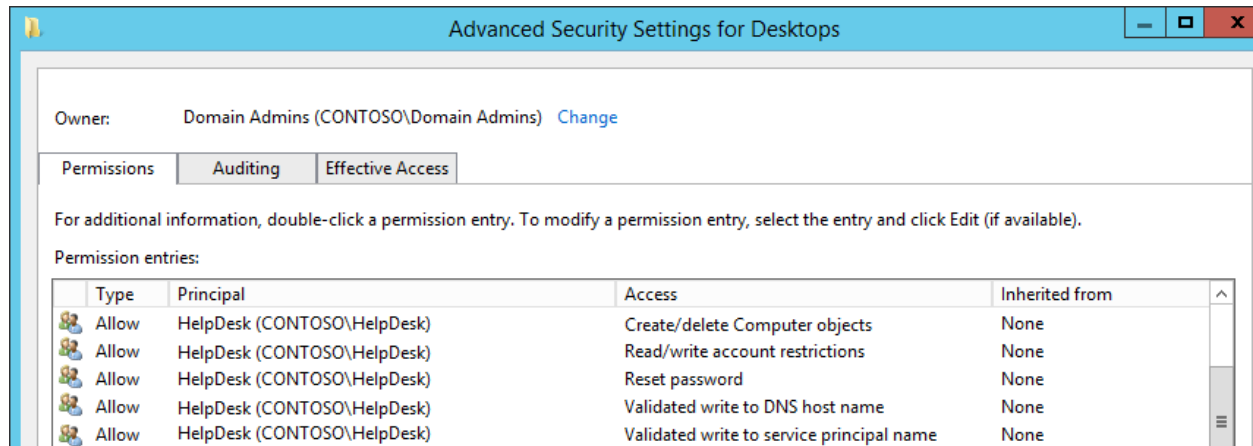 Advanced Security Settings for Desktops
Owner: Domain Admins (CONTOSO\Domain Admins) Change
Permissions Auditing Effective Access
For additional information, double-click a permission entry. To modify a permission entry, select the entry and click Edit (if available).
Permission entries:
Type Principal Access Inherited from
Allow HelpDesk (CONTOSO\HelpDesk) Create/delete Computer objects None
Allow HelpDesk (CONTOSO\HelpDesk) Read/write account restrictions None
Allow HelpDesk (CONTOSO\HelpDesk) Reset password None
Allow HelpDesk (CONTOSO\HelpDesk) Validated write to DNS host name None
Allow HelpDesk (CONTOSO\HelpDesk) Validated write to service principal name None